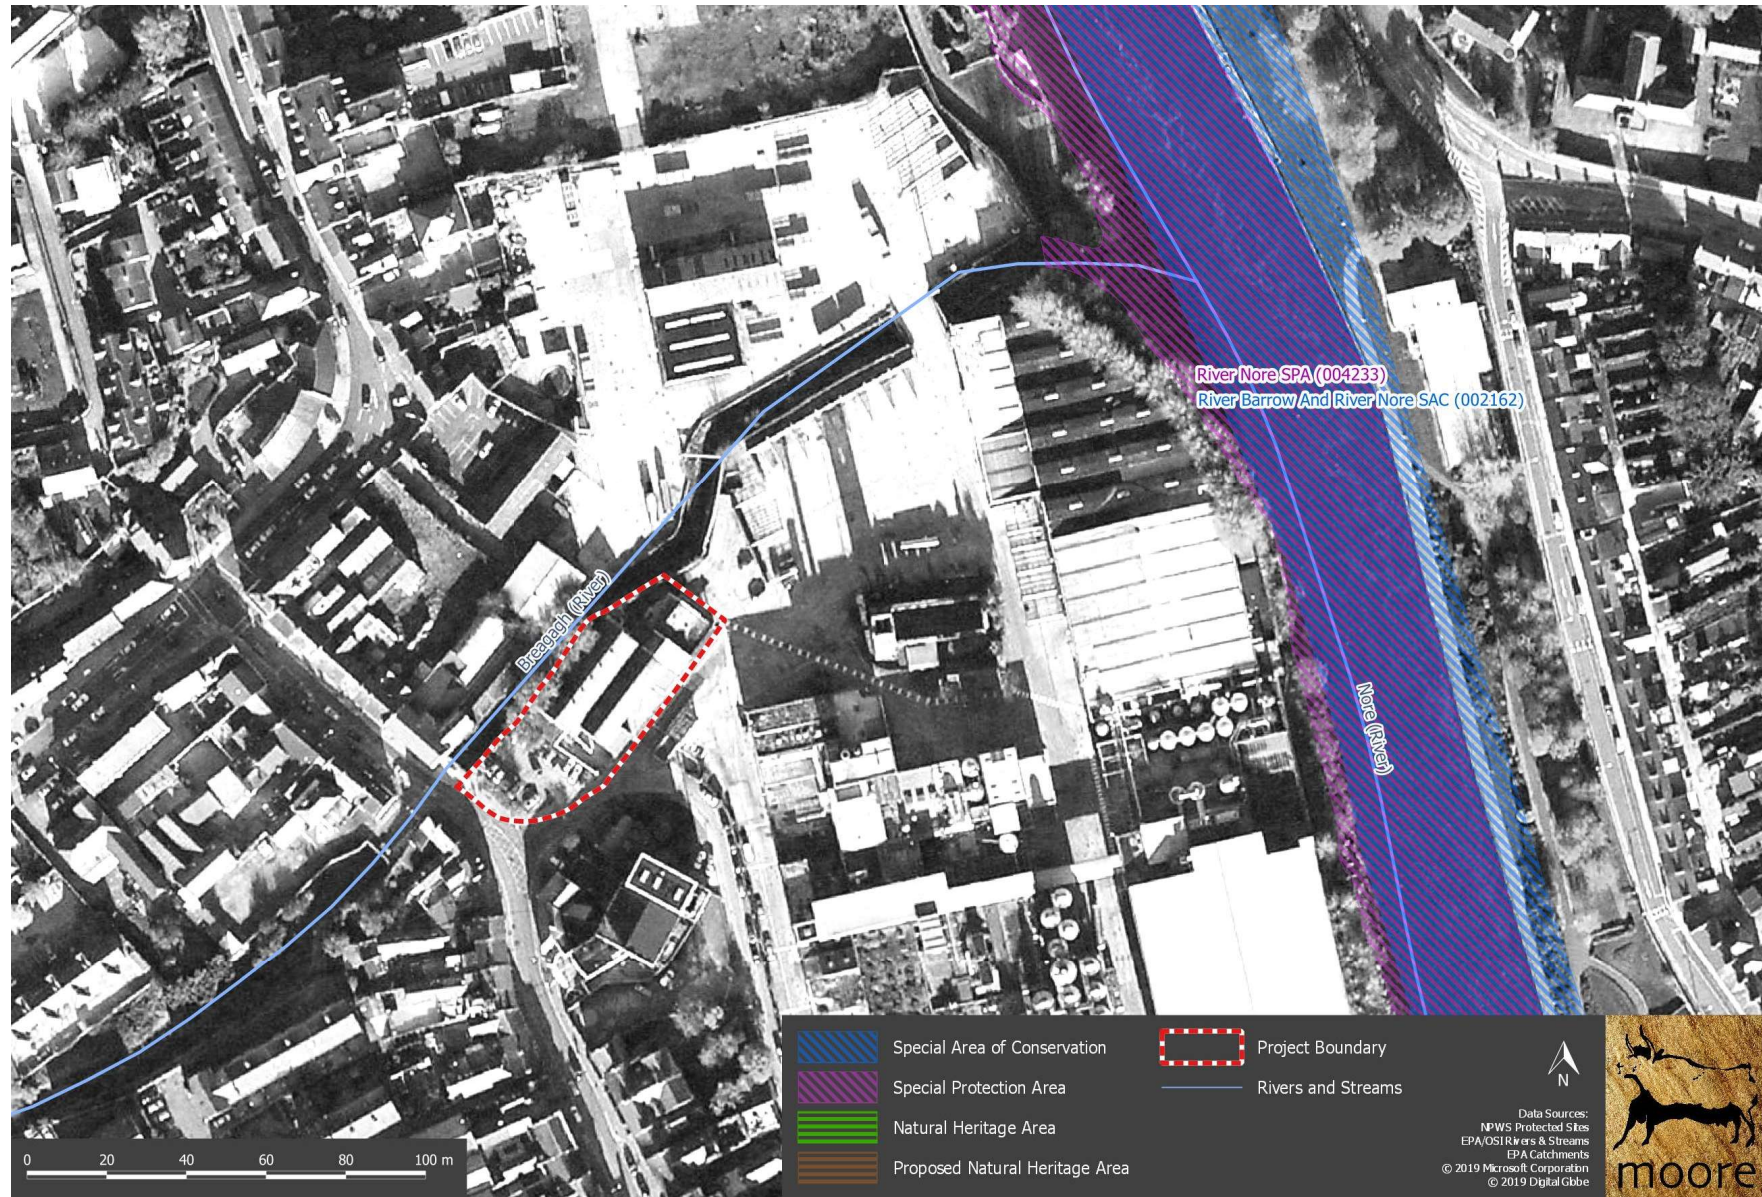 River Nore SPA (004233)
River Barrow And River Nore SAC (002162)
Breagagh (River)
Nore (River)
Special Area of Conservation
Special Protection Area
Natural Heritage Area
Proposed Natural Heritage Area
Project Boundary
Rivers and Streams
N
Data Sources:
NPWS Protected Sites
EPA/OSI Rivers & Streams
EPA Catchments
© 2019 Microsoft Corporation
© 2019 Digital Globe
moore
0 20 40 60 80 100 m